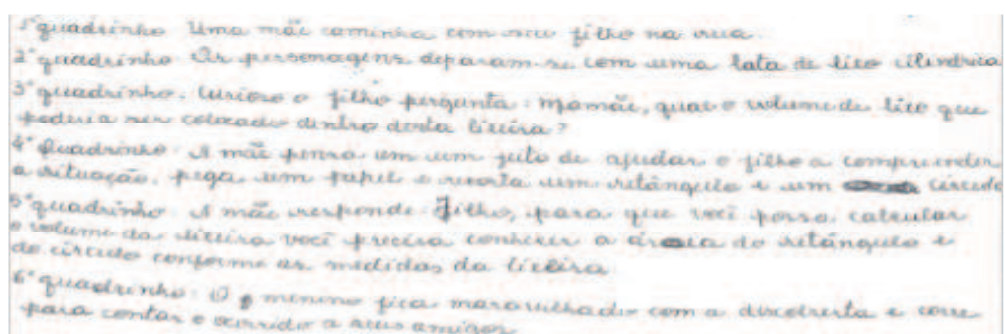 1º quadrinho Uma mãe caminha com seu filho na rua.
2º quadrinho Os personagens deparam-se com uma lata de lixo cilíndrica
3º quadrinho. Curioso o filho pergunta: mamãe, qual o volume de lixo que
poderia ser colocado dentro desta lixeira?
4º Quadrinho. A mãe pensa em um jeito de ajudar o filho a compreender
a situação, pega um papel e recorta um retângulo e um círculo
5º quadrinho. A mãe responde: Filho, para que você possa calcular
o volume da lixeira você precisa conhecer a área do retângulo e
do círculo conforme as medidas da lixeira.
6º quadrinho: O menino fica maravilhado com a descoberta e corre
para contar o ocorrido a seus amigos.